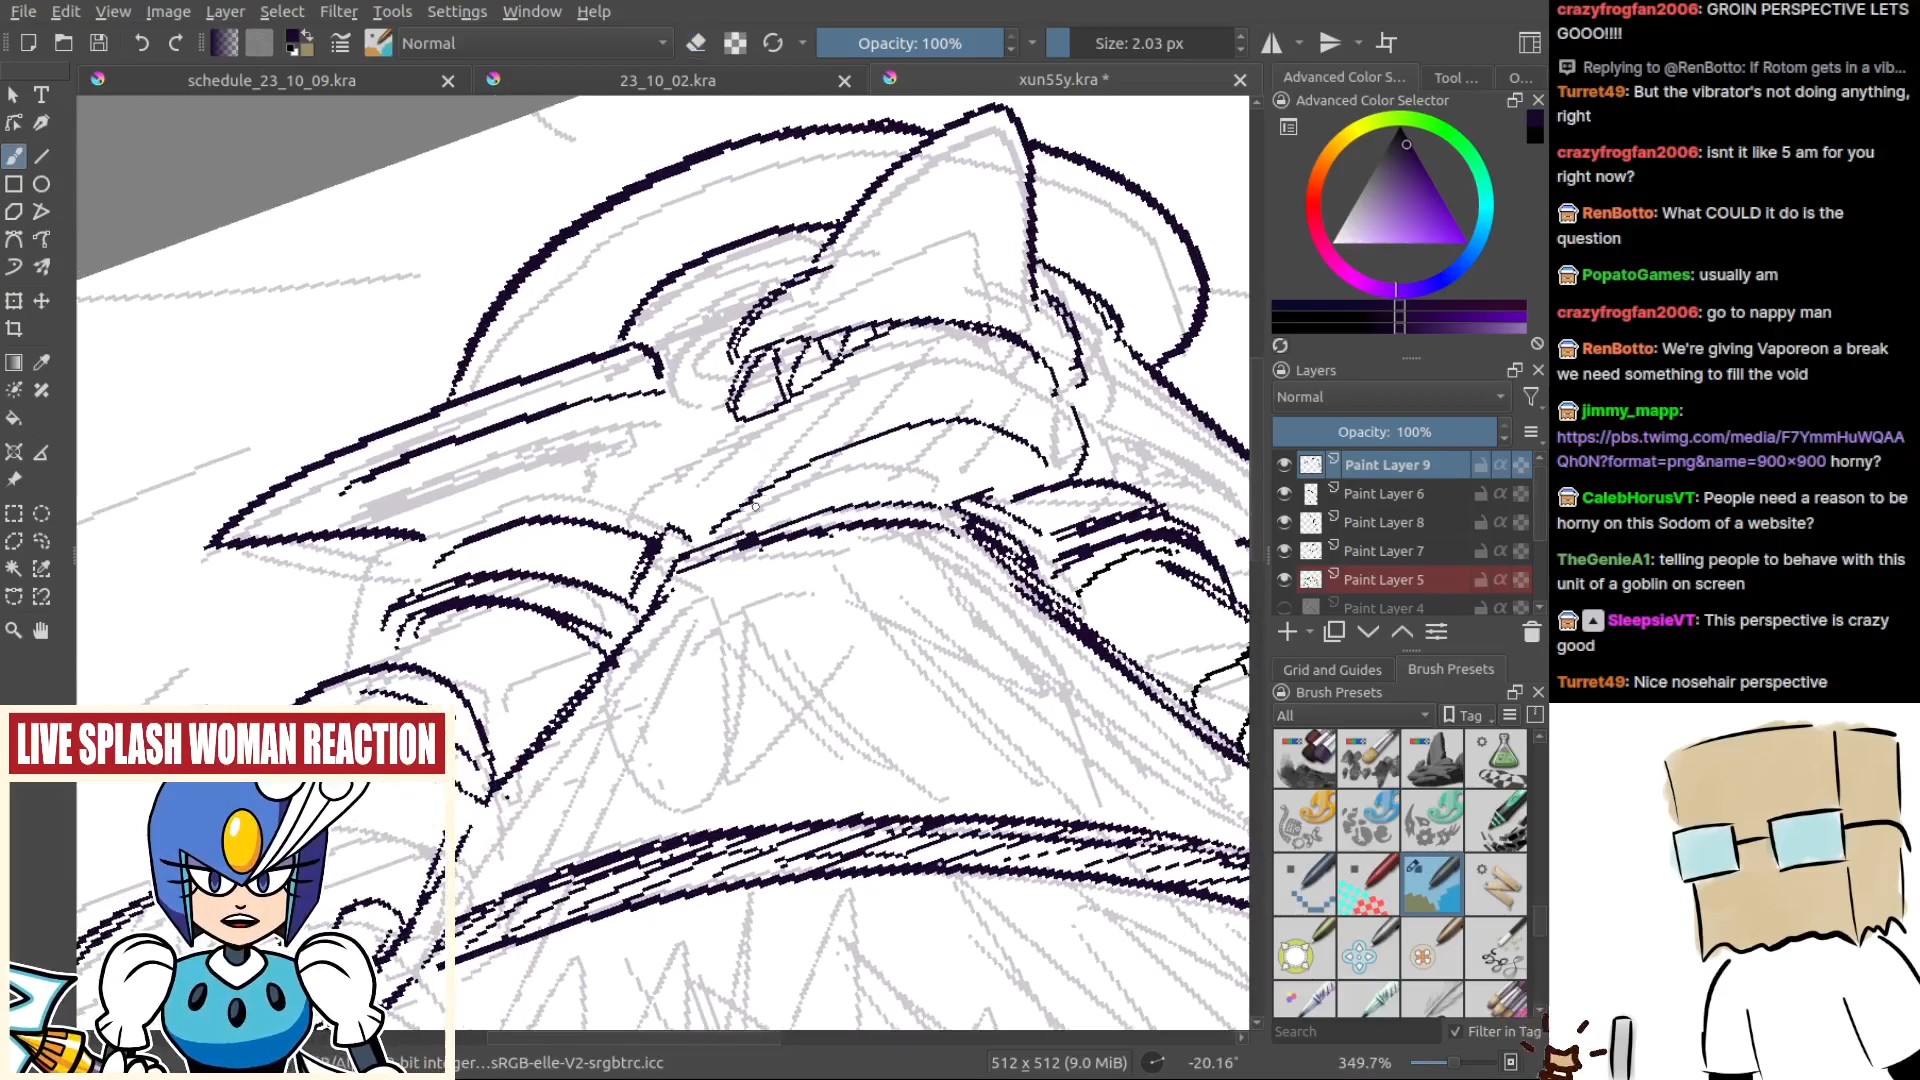 File Edit View Image Layer Select Filter Tools Settings Window Help
Normal Opacity: 100% Size: 2.03 px
schedule_23_10_09.kra 23_10_02.kra xun55y.kra *
Advanced Color S... Tool ... O...
Advanced Color Selector
Layers
Normal
Opacity: 100%
Paint Layer 9
Paint Layer 6
Paint Layer 8
Paint Layer 7
Paint Layer 5
Paint Layer 4
Grid and Guides Brush Presets
Brush Presets
All Tag
Search Filter in Tag
bit integer...sRGB-elle-V2-srgbtrc.icc 512 x 512 (9.0 MiB) -20.16° 349.7%
LIVE SPLASH WOMAN REACTION
crazyfrogfan2006: GROIN PERSPECTIVE LETS
GOOO!!!!
Replying to @RenBotto: If Rotom gets in a vib...
Turret49: But the vibrator's not doing anything,
right
crazyfrogfan2006: isnt it like 5 am for you
right now?
RenBotto: What COULD it do is the
question
PopatoGames: usually am
crazyfrogfan2006: go to nappy man
RenBotto: We're giving Vaporeon a break
we need something to fill the void
jimmy_mapp:
https://pbs.twimg.com/media/F7YmmHuWQAA
Qh0N?format=png&name=900×900 horny?
CalebHorusVT: People need a reason to be
horny on this Sodom of a website?
TheGenieA1: telling people to behave with this
unit of a goblin on screen
SleepsieVT: This perspective is crazy
good
Turret49: Nice nosehair perspective